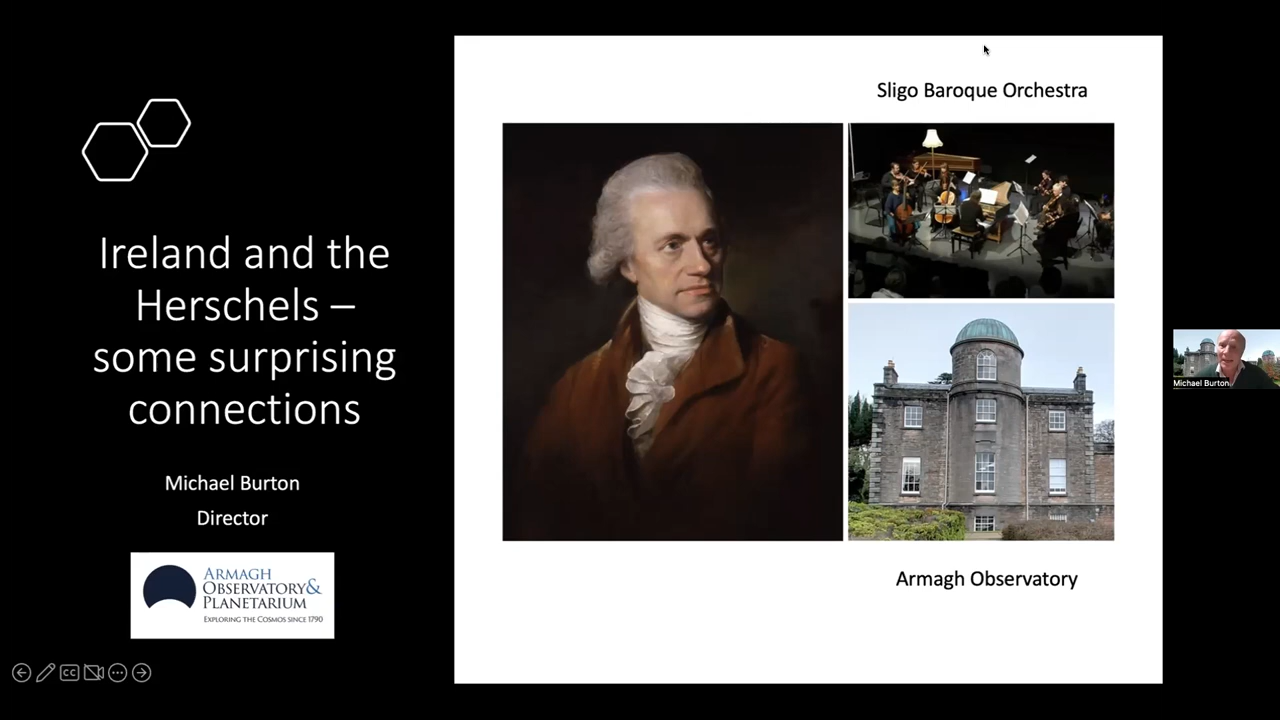 Ireland and the
Herschels –
some surprising
connections
Michael Burton
Director
ARMAGH
OBSERVATORY&
PLANETARIUM
EXPLORING THE COSMOS SINCE 1790
Sligo Baroque Orchestra
Armagh Observatory
Michael Burton
CC